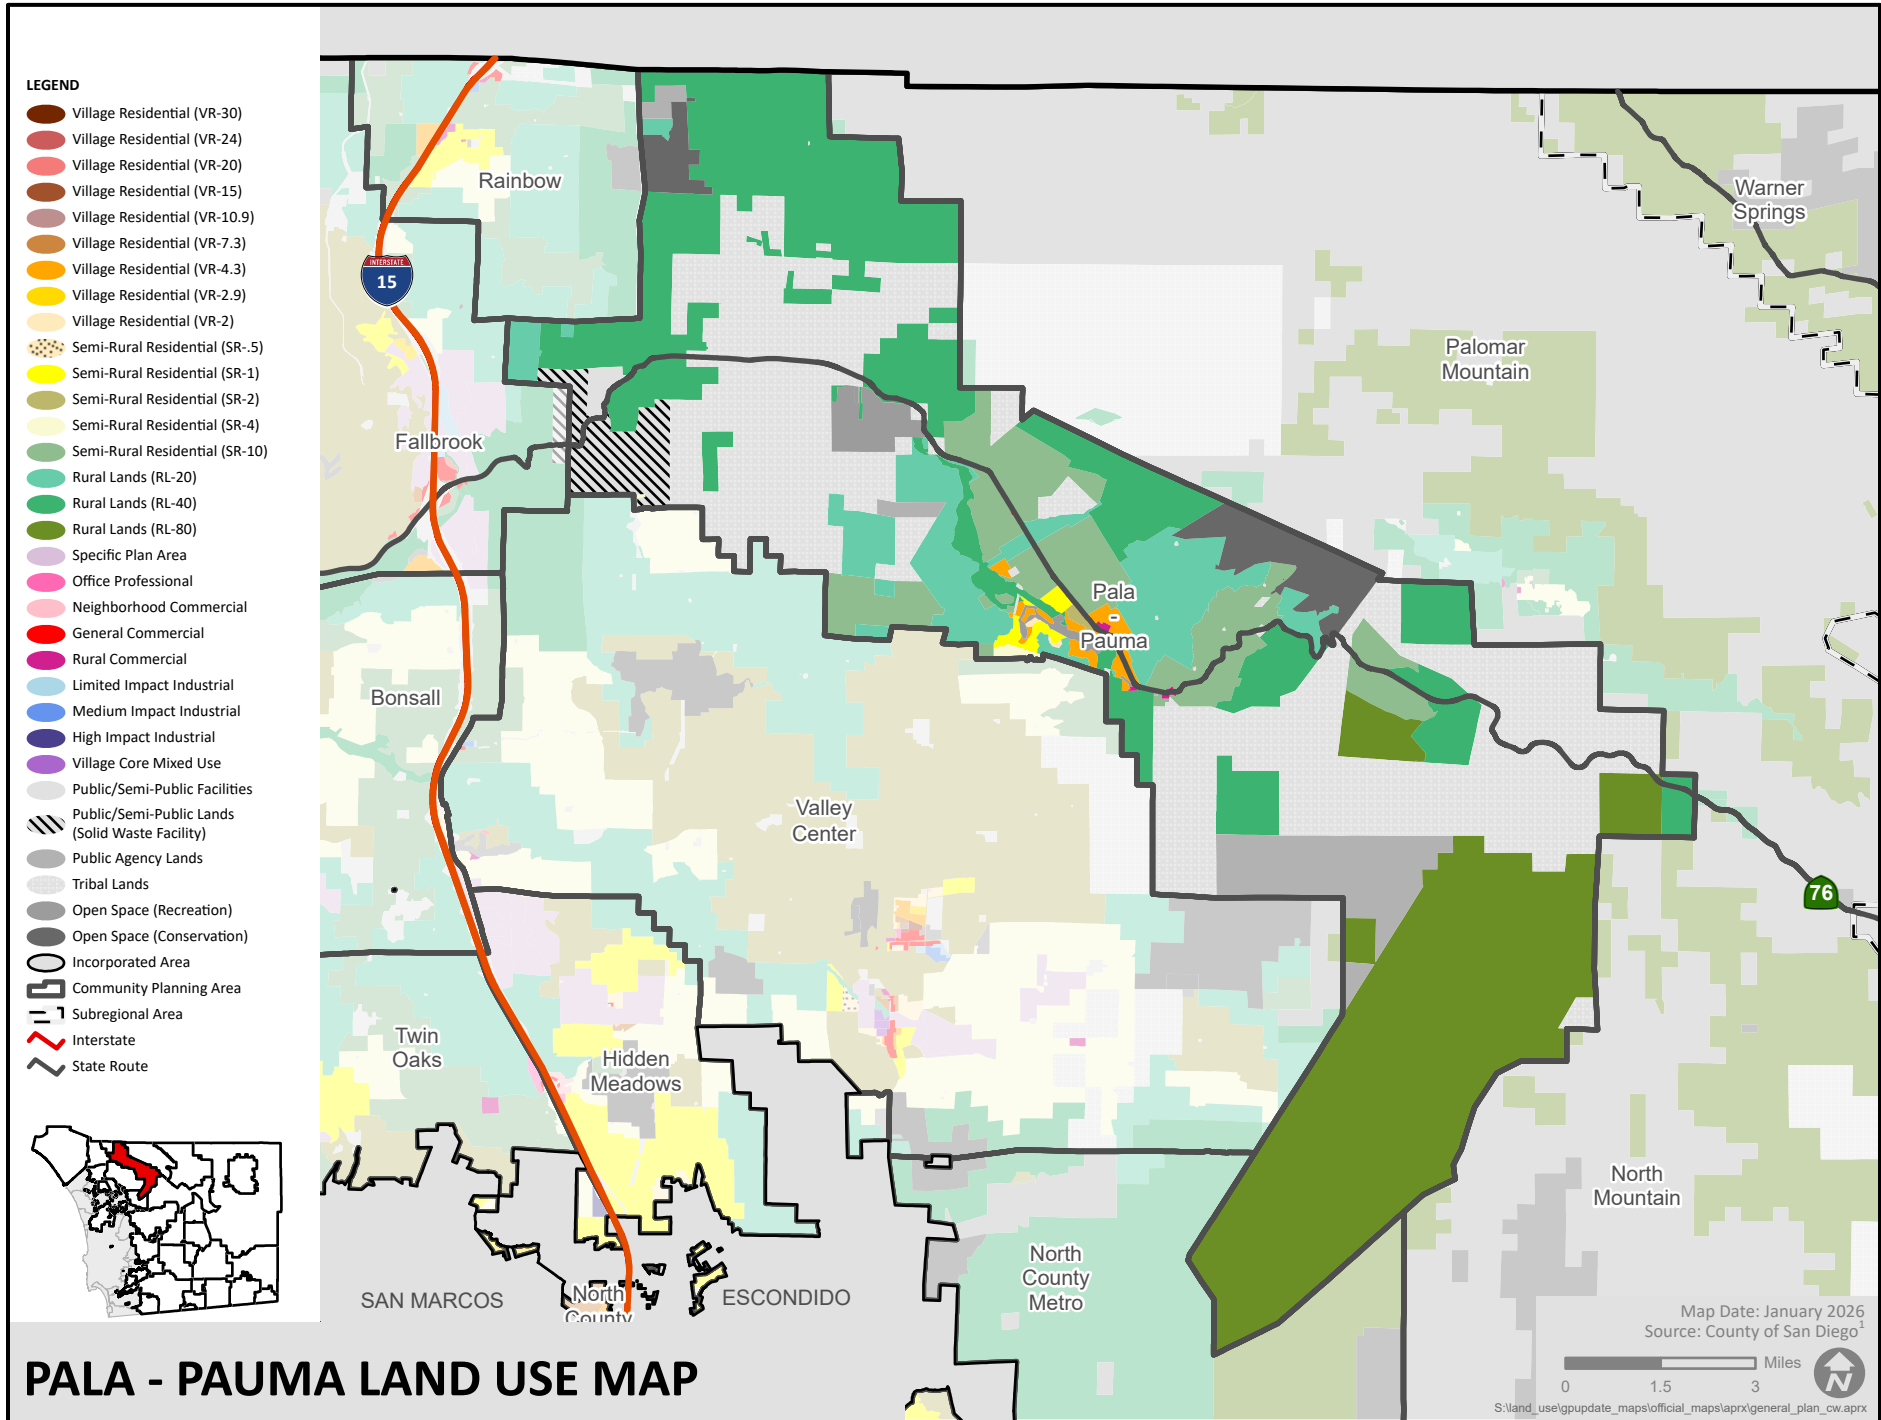 LEGEND
Village Residential (VR-30)
Village Residential (VR-24)
Village Residential (VR-20)
Village Residential (VR-15)
Village Residential (VR-10.9)
Village Residential (VR-7.3)
Village Residential (VR-4.3)
Village Residential (VR-2.9)
Village Residential (VR-2)
Semi-Rural Residential (SR-.5)
Semi-Rural Residential (SR-1)
Semi-Rural Residential (SR-2)
Semi-Rural Residential (SR-4)
Semi-Rural Residential (SR-10)
Rural Lands (RL-20)
Rural Lands (RL-40)
Rural Lands (RL-80)
Specific Plan Area
Office Professional
Neighborhood Commercial
General Commercial
Rural Commercial
Limited Impact Industrial
Medium Impact Industrial
High Impact Industrial
Village Core Mixed Use
Public/Semi-Public Facilities
Public/Semi-Public Lands
(Solid Waste Facility)
Public Agency Lands
Tribal Lands
Open Space (Recreation)
Open Space (Conservation)
Incorporated Area
Community Planning Area
Subregional Area
Interstate
State Route
Rainbow
Warner
Springs
INTERSTATE
15
Palomar
Mountain
Fallbrook
Pala
-
Pauma
Bonsall
Valley
Center
76
Twin
Oaks
Hidden
Meadows
North
Mountain
North
County
Metro
SAN MARCOS
North
County
ESCONDIDO
Map Date: January 2026
Source: County of San Diego1
Miles
0 1.5 3
N
S:\land_use\gpupdate_maps\official_maps\aprx\general_plan_cw.aprx
PALA - PAUMA LAND USE MAP